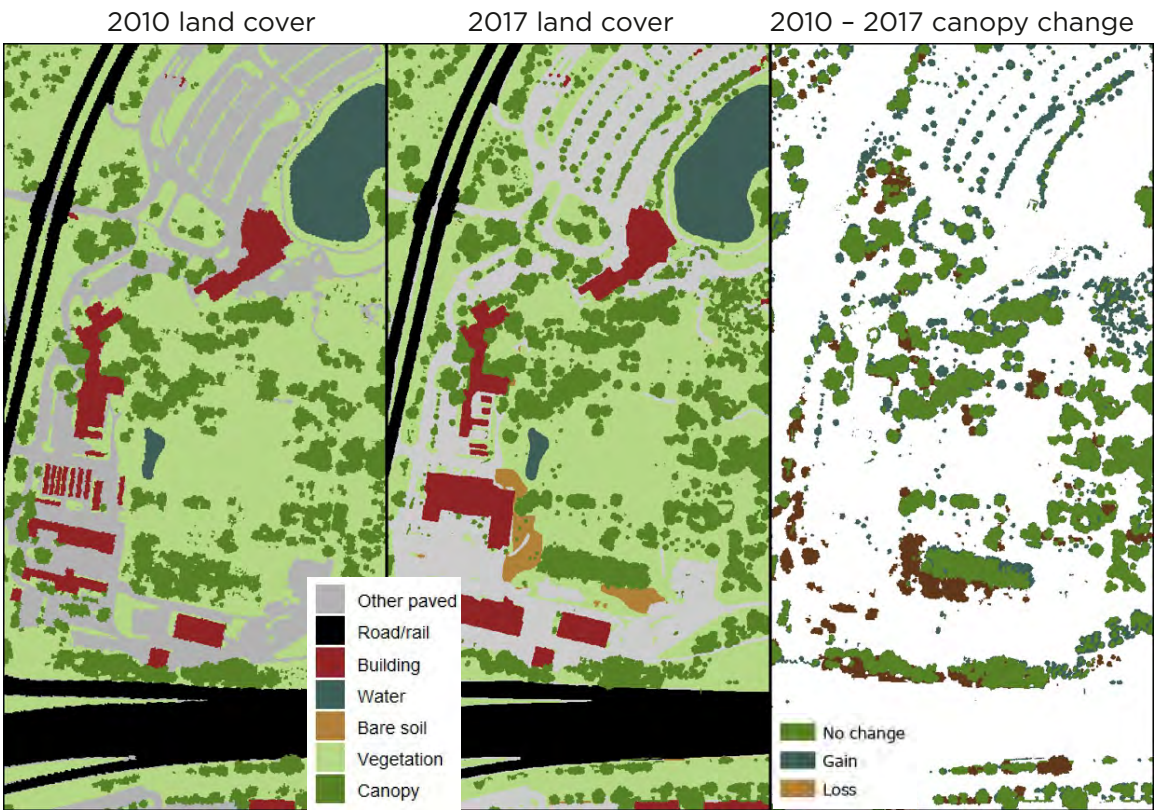 2010 land cover
2017 land cover
2010 – 2017 canopy change
Other paved
Road/rail
Building
Water
Bare soil
Vegetation
Canopy
No change
Gain
Loss